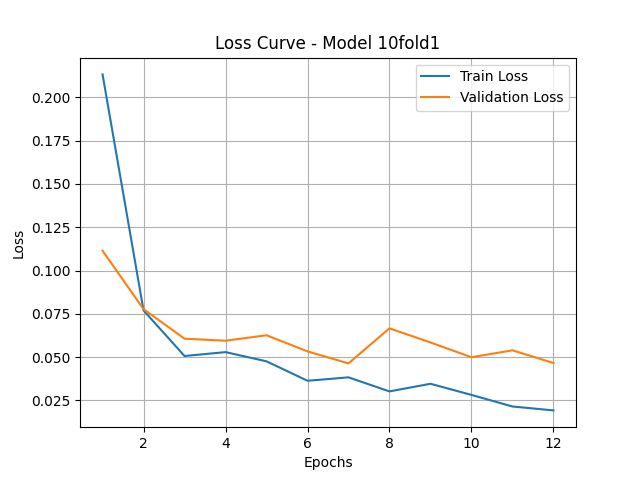 Loss Curve - Model 10fold1
Train Loss
Validation Loss
0.200
0.175
0.150
0.125
0.100
0.075
0.050
0.025
Loss
2 4 6 8 10 12
Epochs